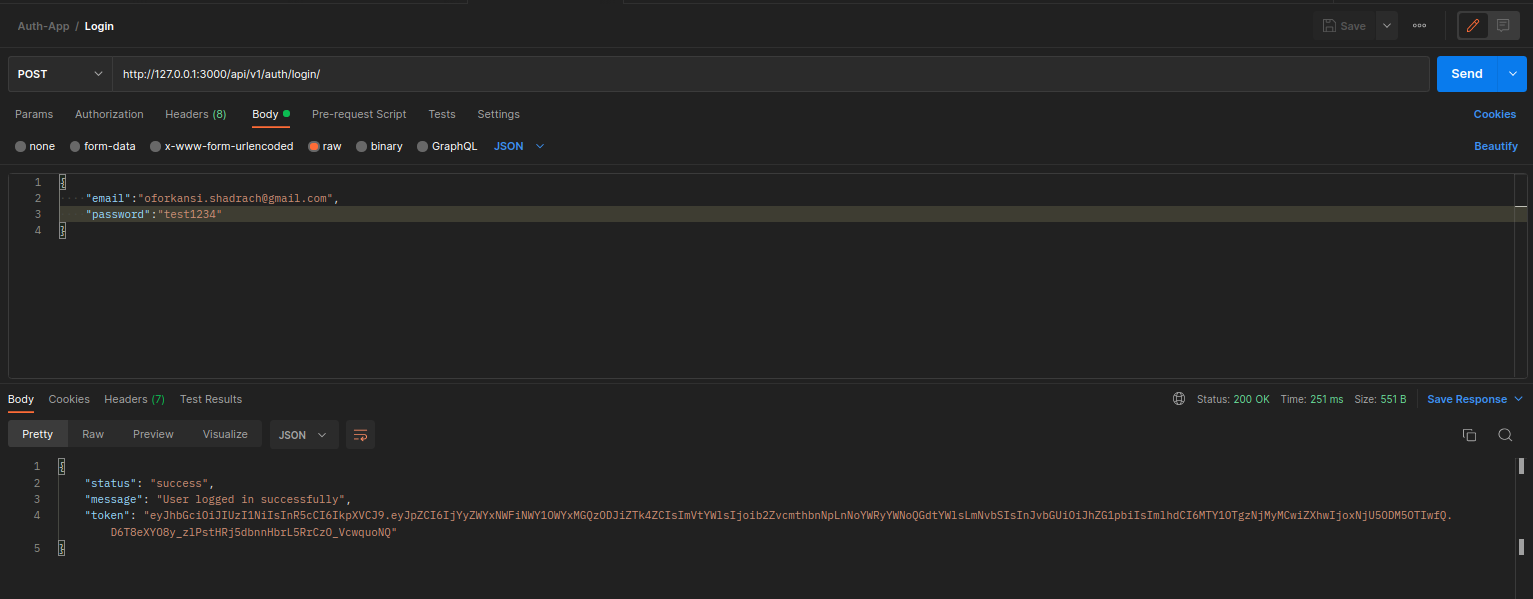 Auth-App / Login
Save
POST http://127.0.0.1:3000/api/v1/auth/login/ Send
Params Authorization Headers (8) Body Pre-request Script Tests Settings Cookies
none form-data x-www-form-urlencoded raw binary GraphQL JSON Beautify
1 {
2 "email":"oforkansi.shadrach@gmail.com",
3 "password":"test1234"
4 }
Body Cookies Headers (7) Test Results Status: 200 OK Time: 251 ms Size: 551 B Save Response
Pretty Raw Preview Visualize JSON
1 {
2 "status": "success",
3 "message": "User logged in successfully",
4 "token": "eyJhbGciOiJIUzI1NiIsInR5cCI6IkpXVCJ9.eyJpZCI6IjYyZWYxNWFiNWY1OWYxMGQzODJiZTk4ZCIsImVtYWlsIjoib2ZvcmthbnNpLnNoYWRyYWNoQGdtYWlsLmNvbSIsInJvbGUiOiJhZG1pbiIsImlhdCI6MTY1OTgzNjMyMCwiZXhwIjoxNjU5ODM5OTIwfQ.
D6T8eXYO8y_zlPstHRj5dbnnHbrL5RrCzO_VcwquoNQ"
5 }